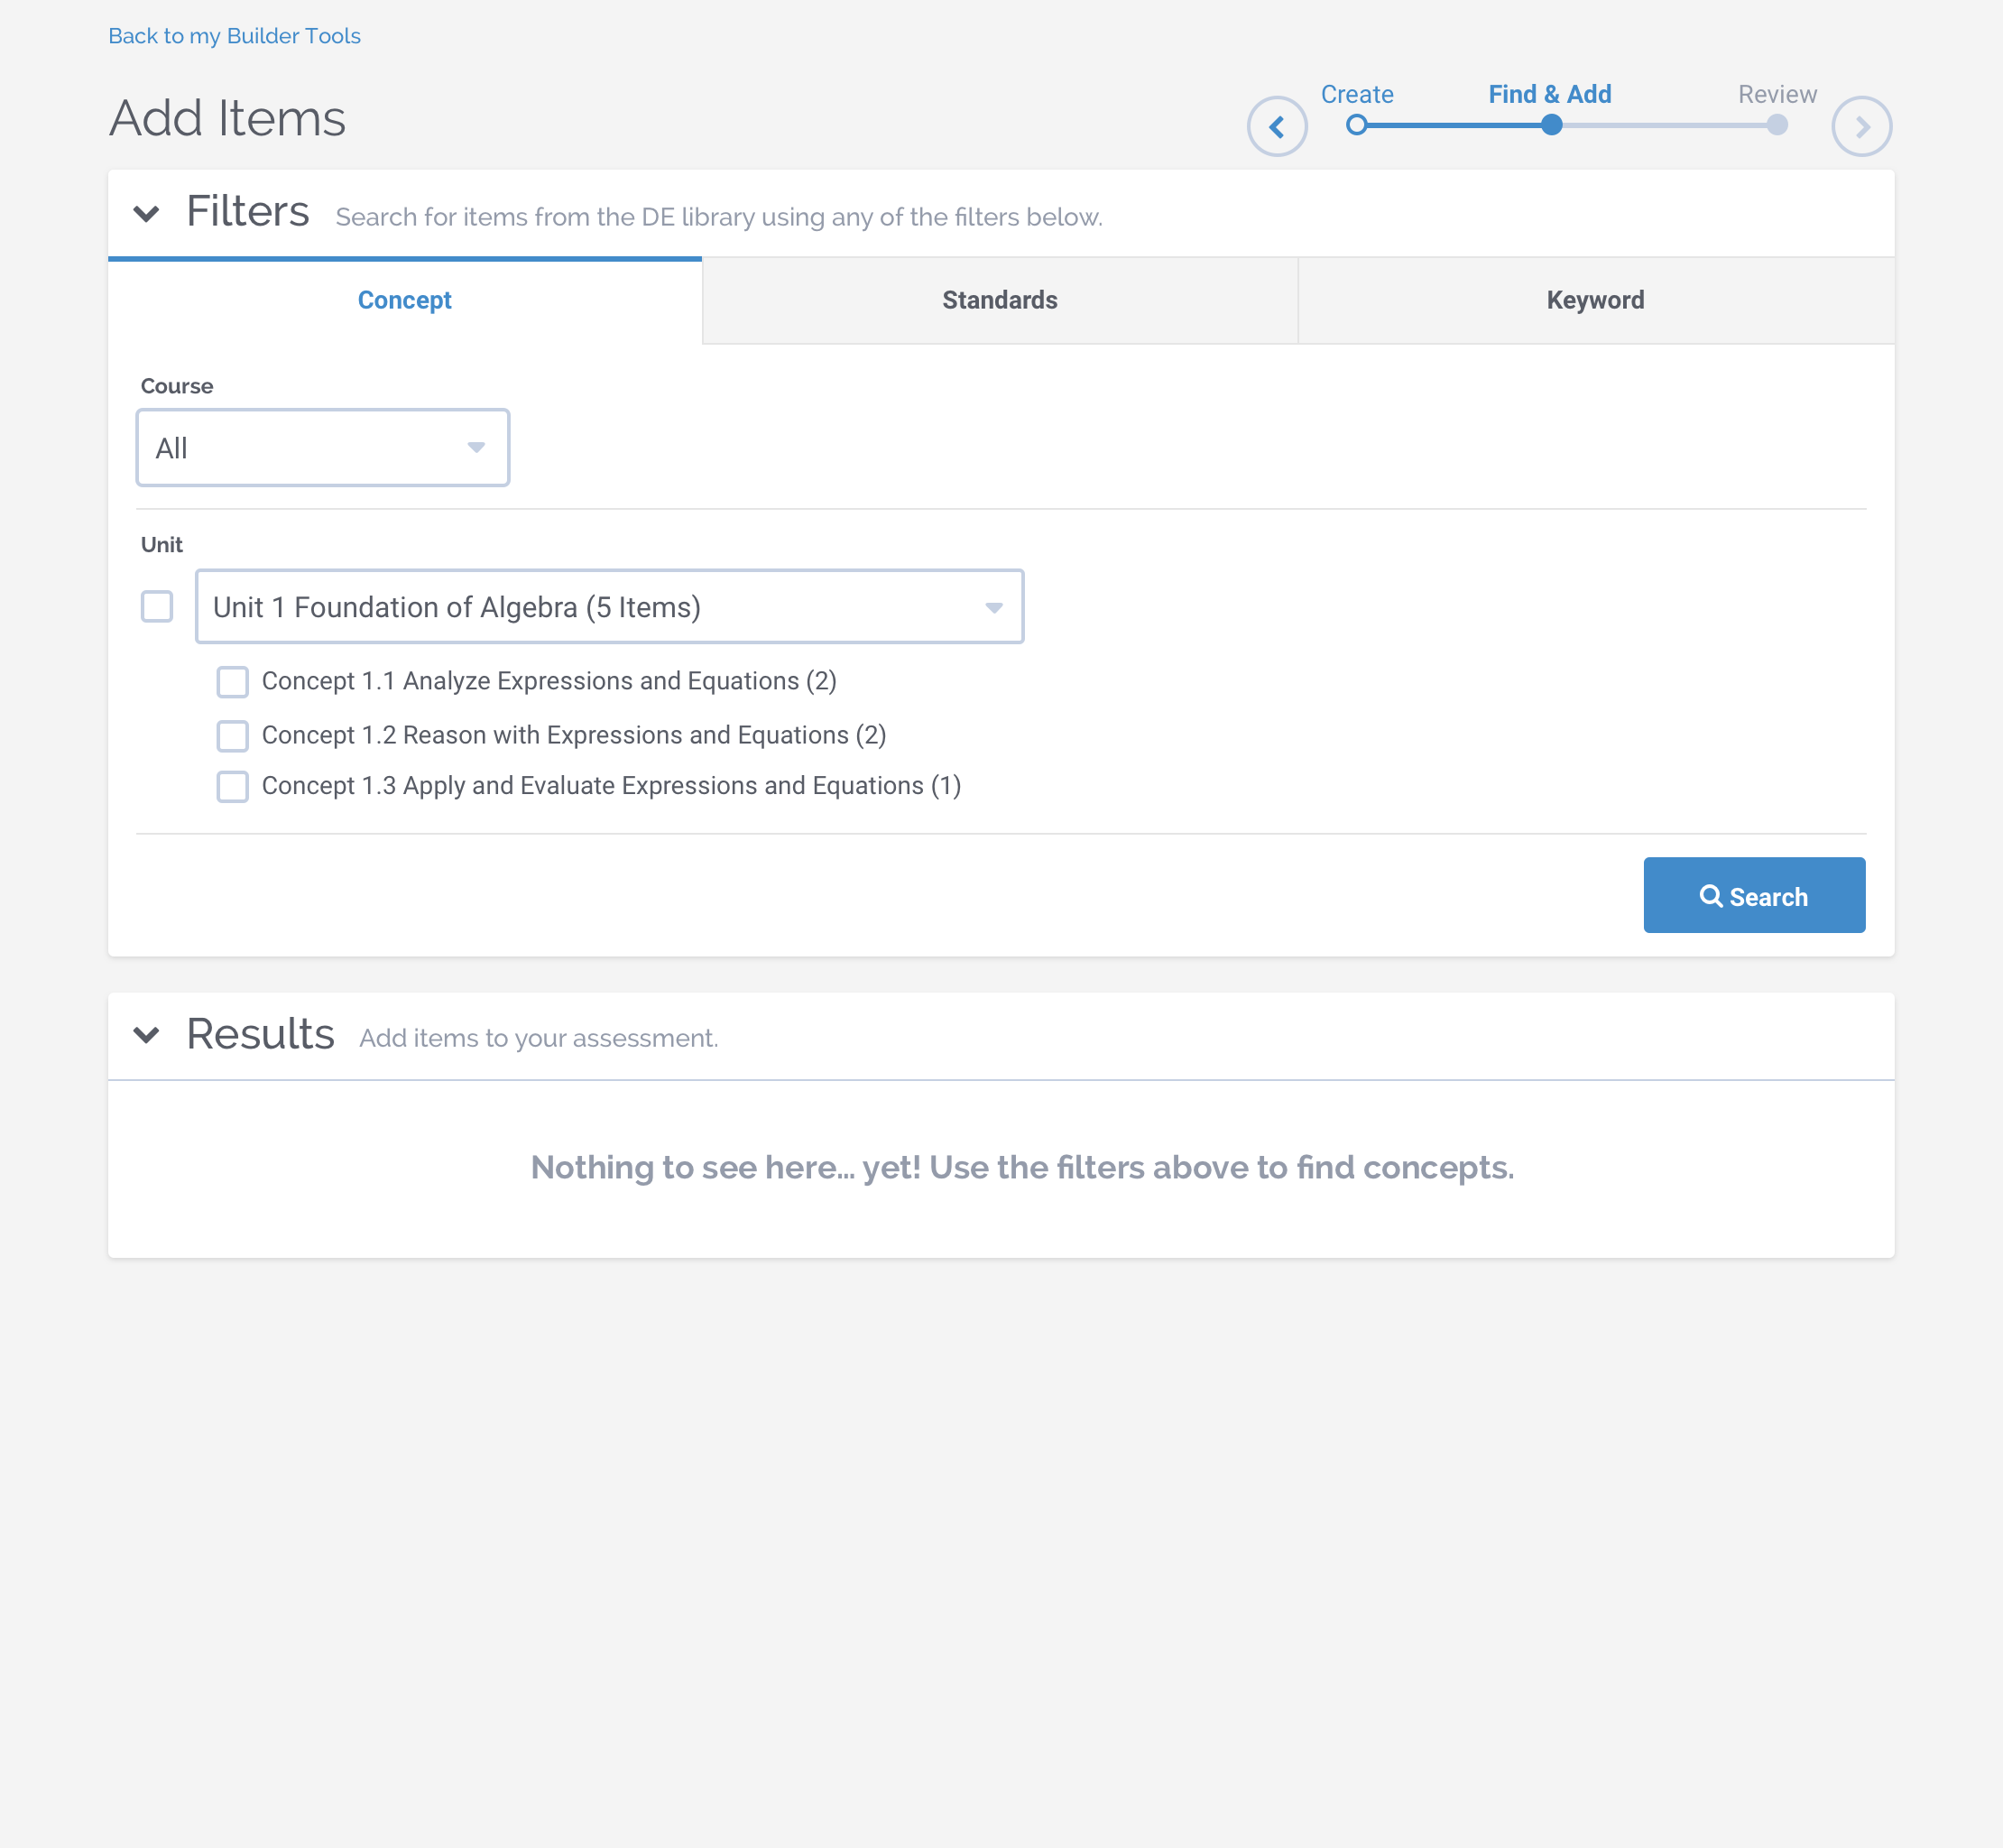 Back to my Builder Tools
Add Items
Create
Find & Add
Review
Filters Search for items from the DE library using any of the filters below.
Concept
Standards
Keyword
Course
All
Unit
Unit 1 Foundation of Algebra (5 Items)
Concept 1.1 Analyze Expressions and Equations (2)
Concept 1.2 Reason with Expressions and Equations (2)
Concept 1.3 Apply and Evaluate Expressions and Equations (1)
Search
Results Add items to your assessment.
Nothing to see here... yet! Use the filters above to find concepts.